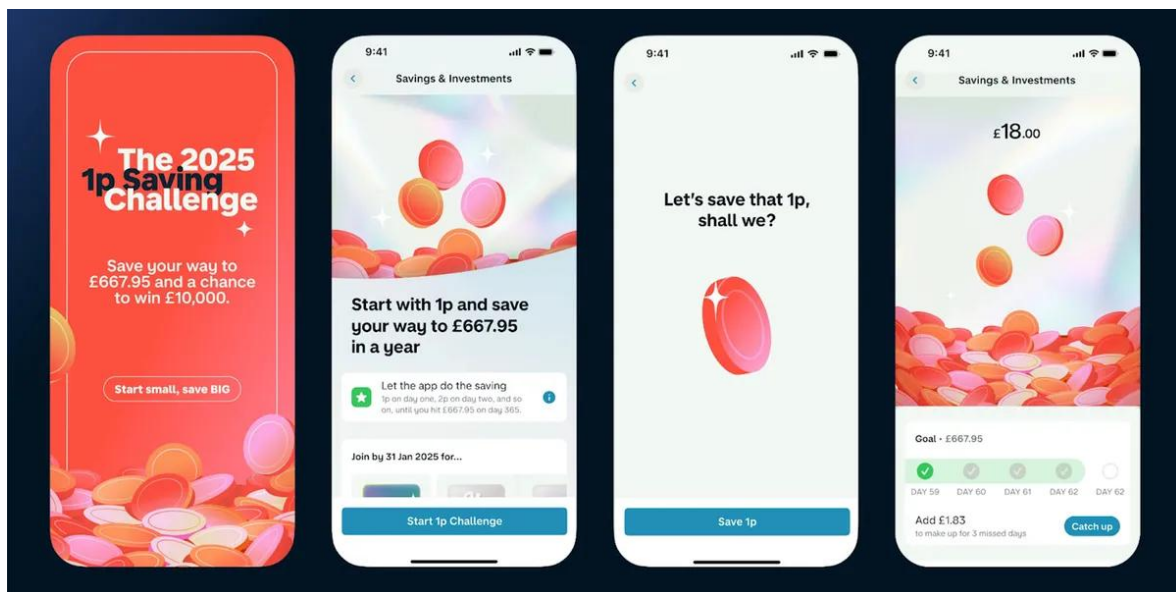 The 2025
1p Saving
Challenge
Save your way to
£667.95 and a chance
to win £10,000.
Start small, save BIG
9:41
Savings & Investments
Start with 1p and save
your way to £667.95
in a year
Let the app do the saving
1p on day one, 2p on day two, and so
on, until you hit £667.95 on day 365.
Join by 31 Jan 2025 for...
Start 1p Challenge
9:41
Let's save that 1p,
shall we?
Save 1p
9:41
Savings & Investments
£18.00
Goal • £667.95
DAY 59 DAY 60 DAY 61 DAY 62 DAY 62
Add £1.83
to make up for 3 missed days
Catch up